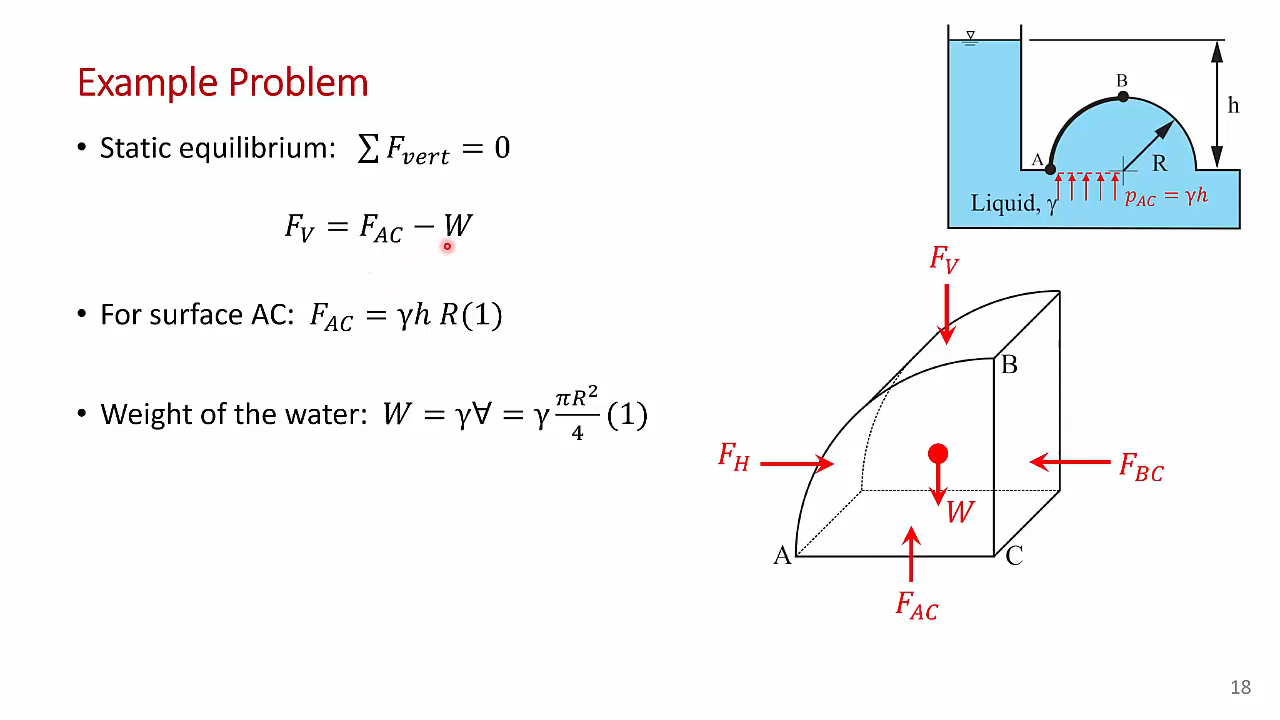 Example Problem
• Static equilibrium: ∑ F_vert = 0
F_V = F_AC − W
• For surface AC: F_AC = γh R(1)
• Weight of the water: W = γ∀ = γ πR²/4 (1)
B
h
A
R
Liquid, γ
p_AC = γh
F_V
B
F_H
F_BC
W
A
C
F_AC
18